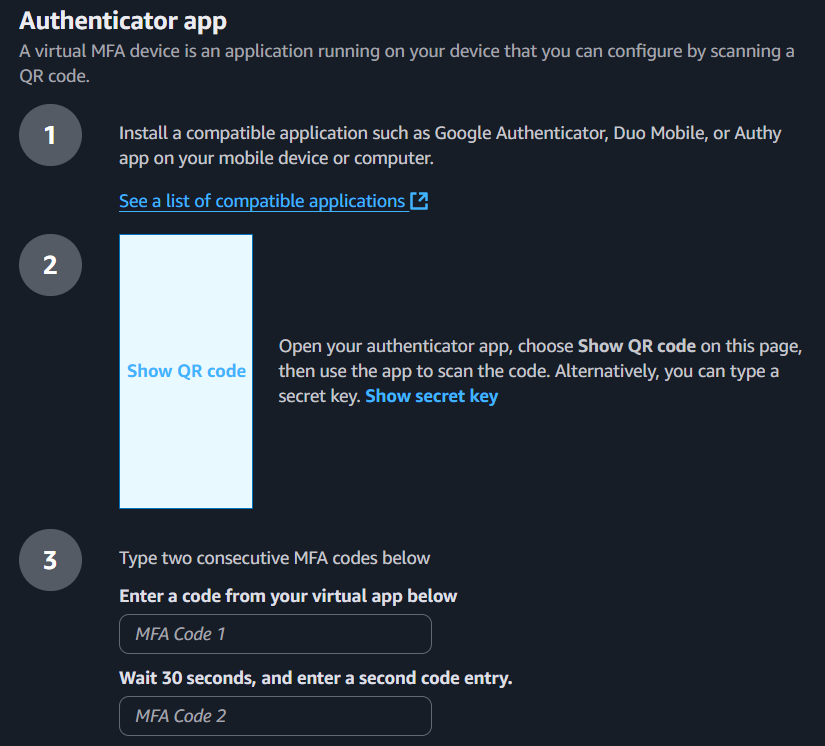 Authenticator app
A virtual MFA device is an application running on your device that you can configure by scanning a
QR code.
1
Install a compatible application such as Google Authenticator, Duo Mobile, or Authy
app on your mobile device or computer.
See a list of compatible applications
2
Show QR code
Open your authenticator app, choose Show QR code on this page,
then use the app to scan the code. Alternatively, you can type a
secret key. Show secret key
3
Type two consecutive MFA codes below
Enter a code from your virtual app below
MFA Code 1
Wait 30 seconds, and enter a second code entry.
MFA Code 2